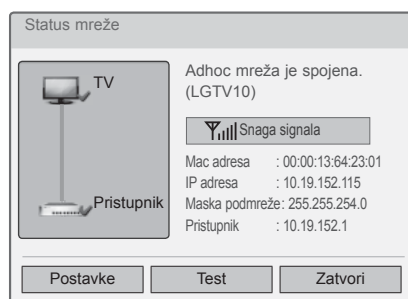 Status mreže
TV
Pristupnik
Adhoc mreža je spojena.
(LGTV10)
Snaga signala
Mac adresa : 00:00:13:64:23:01
IP adresa : 10.19.152.115
Maska podmreže: 255.255.254.0
Pristupnik : 10.19.152.1
Postavke
Test
Zatvori